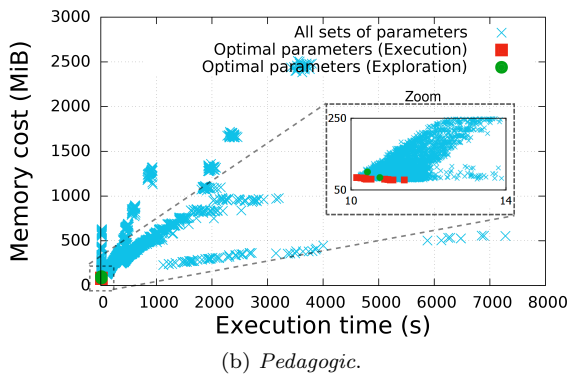 3000
2500
2000
1500
1000
500
0
Memory cost (MiB)
All sets of parameters
Optimal parameters (Execution)
Optimal parameters (Exploration)
Zoom
250
50
10 14
0 1000 2000 3000 4000 5000 6000 7000 8000
Execution time (s)
(b) Pedagogic.